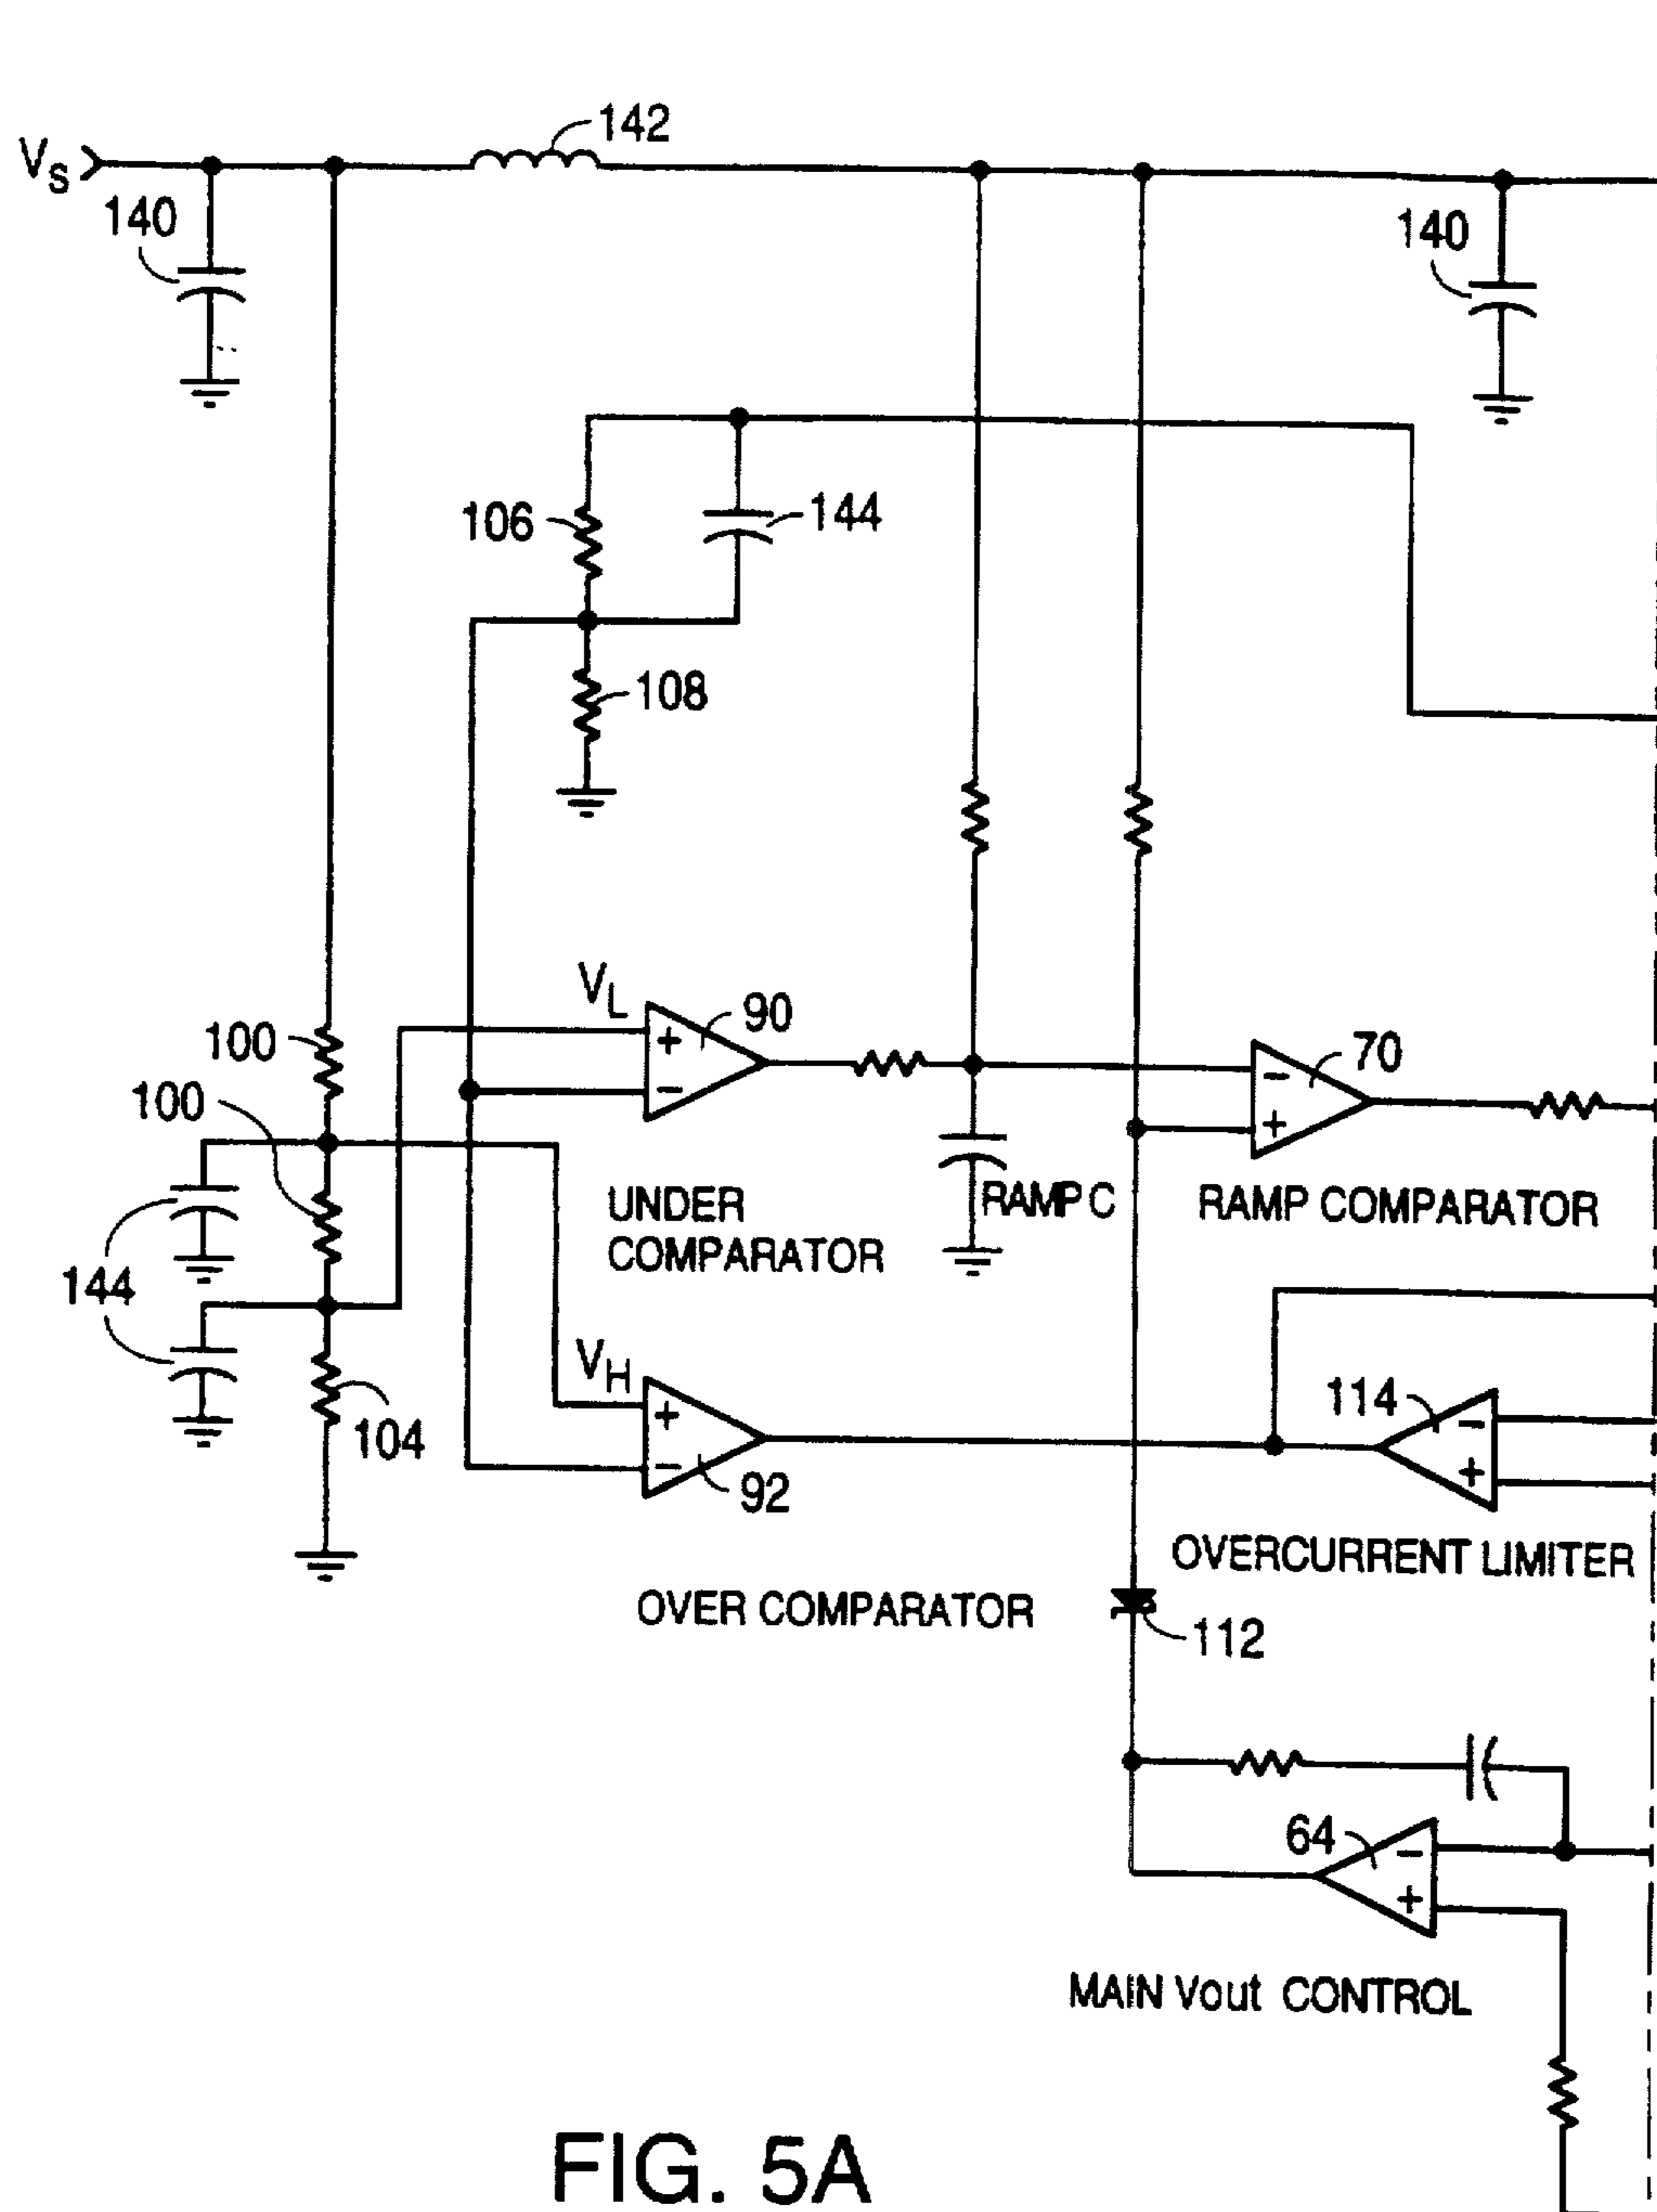 142
VS
140
140
106
144
108
VL
90
100
70
100
+
−
−
+
UNDER
COMPARATOR
RAMP C
RAMP COMPARATOR
144
VH
114
+
−
−
+
104
92
OVERCURRENT LIMITER
OVER COMPARATOR
112
64
−
+
MAIN Vout CONTROL
FIG. 5A